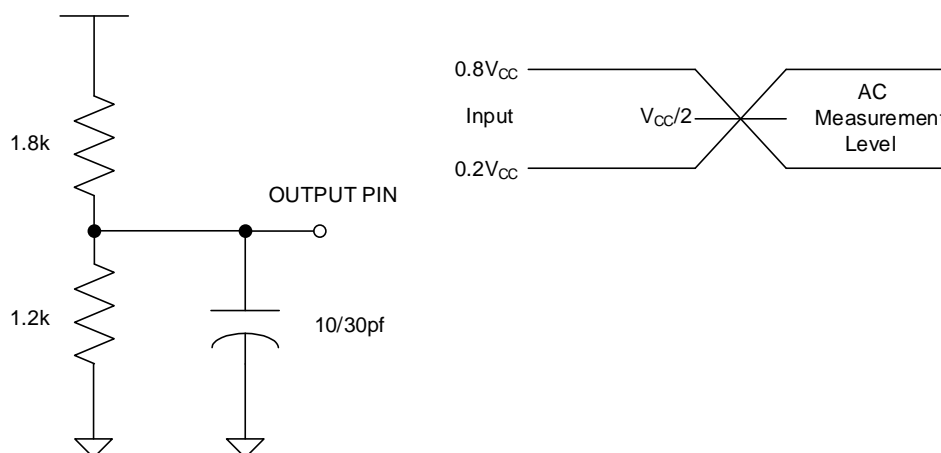 1.8k
1.2k
OUTPUT PIN
10/30pf
0.8VCC
Input
0.2VCC
VCC/2
AC
Measurement
Level